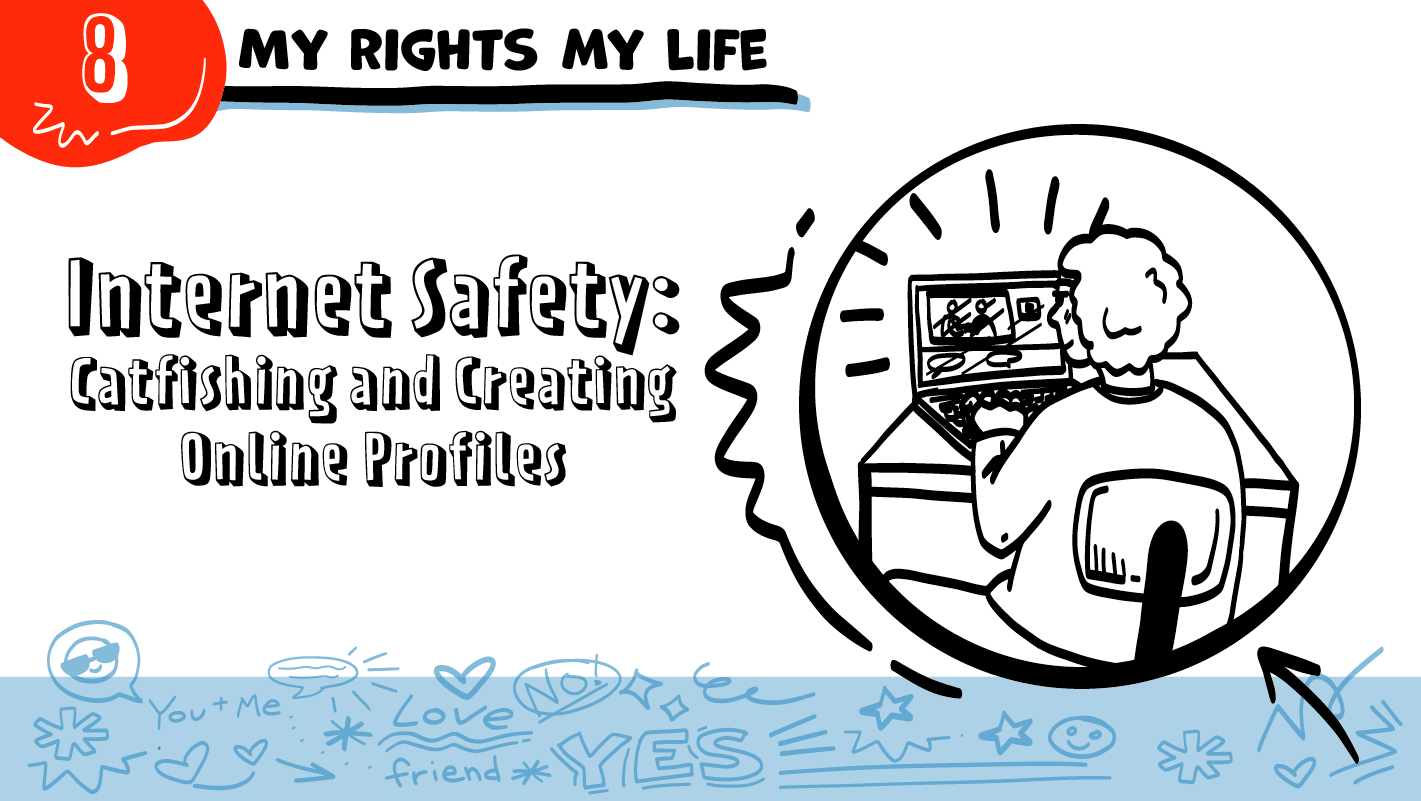 8
MY RIGHTS MY LIFE
Internet Safety:
Catfishing and Creating
Online Profiles
You + Me
Love
friend
NO!
YES
NO